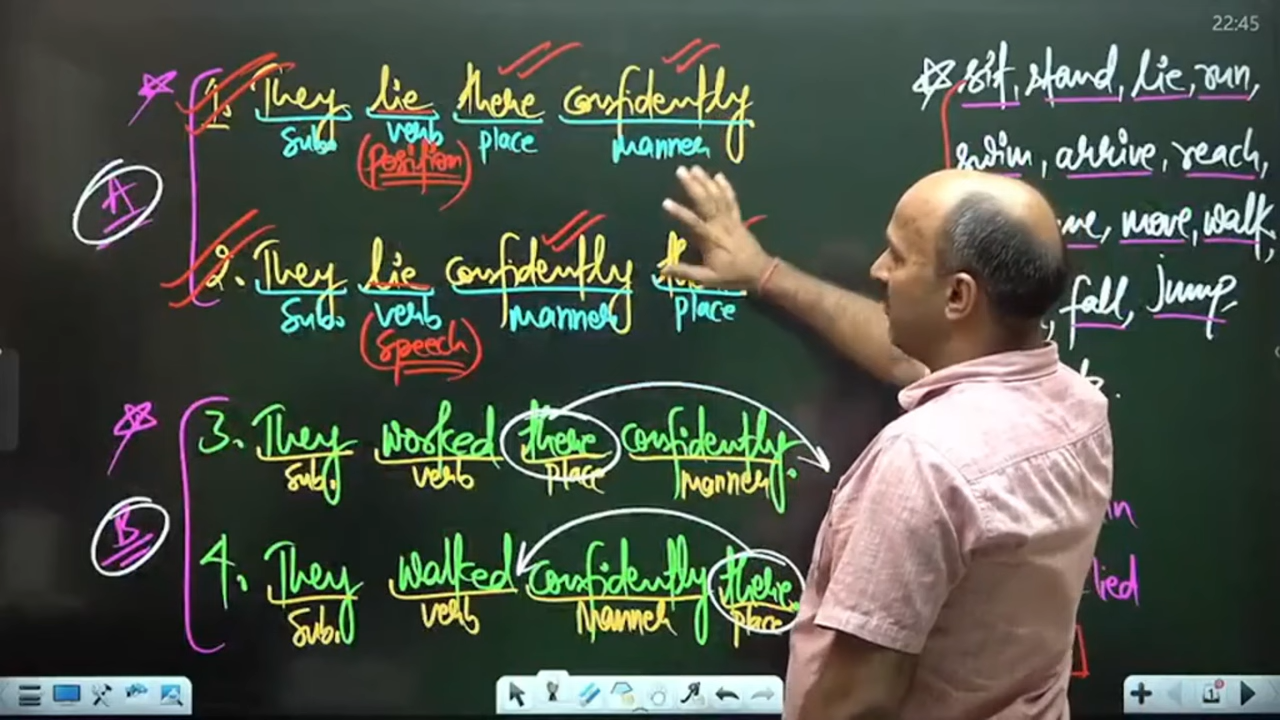 22:45
1. They lie there confidently
sub. verb place manner
(Position)
A
2. They lie confidently
Sub. verb manner place
(Speech)
3. They worked there confidently.
sub. verb place manner
B
4. They walked confidently there.
Sub. verb Manner place
sit, stand, lie, run,
swim, arrive, reach,
move, walk,
fall, jump,
lied
1